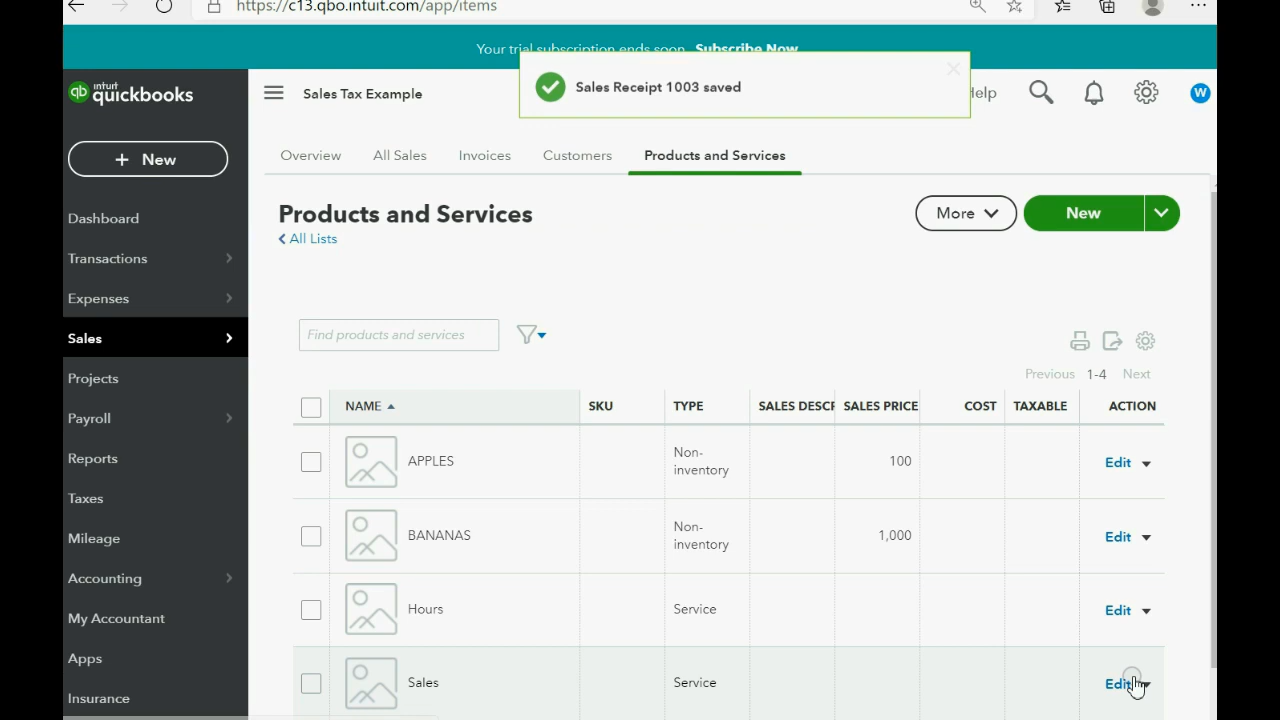 https://c13.qbo.intuit.com/app/items
Your trial subscription ends soon Subscribe Now
Sales Receipt 1003 saved
intuit
quickbooks
Sales Tax Example
W
+ New
Overview
All Sales
Invoices
Customers
Products and Services
Dashboard
Transactions
Expenses
Sales
Projects
Payroll
Reports
Taxes
Mileage
Accounting
My Accountant
Apps
Insurance
Products and Services
All Lists
More
New
Find products and services
Previous 1-4 Next
NAME SKU TYPE SALES DESCR SALES PRICE COST TAXABLE ACTION
APPLES Non-inventory 100 Edit
BANANAS Non-inventory 1,000 Edit
Hours Service Edit
Sales Service Edit